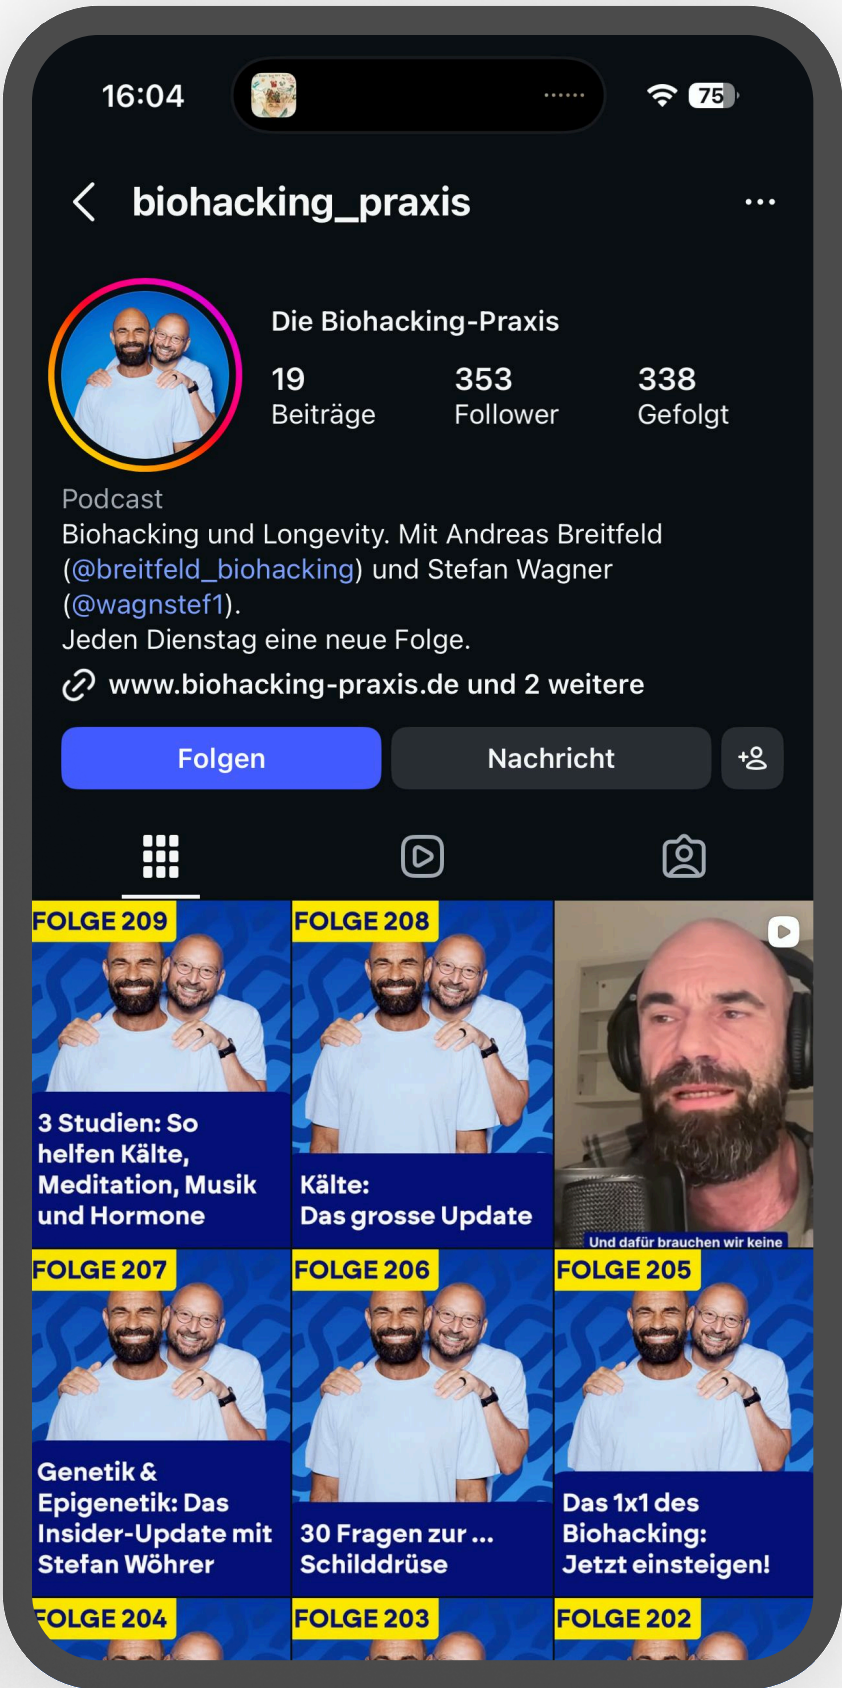 16:04
75
biohacking_praxis
Die Biohacking-Praxis
19
353
338
Beiträge
Follower
Gefolgt
Podcast
Biohacking und Longevity. Mit Andreas Breitfeld
(@breitfeld_biohacking) und Stefan Wagner
(@wagnstef1).
Jeden Dienstag eine neue Folge.
www.biohacking-praxis.de und 2 weitere
Folgen
Nachricht
FOLGE 209
3 Studien: So
helfen Kälte,
Meditation, Musik
und Hormone
FOLGE 208
Kälte:
Das grosse Update
Und dafür brauchen wir keine
FOLGE 207
Genetik &
Epigenetik: Das
Insider-Update mit
Stefan Wöhrer
FOLGE 206
30 Fragen zur ...
Schilddrüse
FOLGE 205
Das 1x1 des
Biohacking:
Jetzt einsteigen!
FOLGE 204
FOLGE 203
FOLGE 202